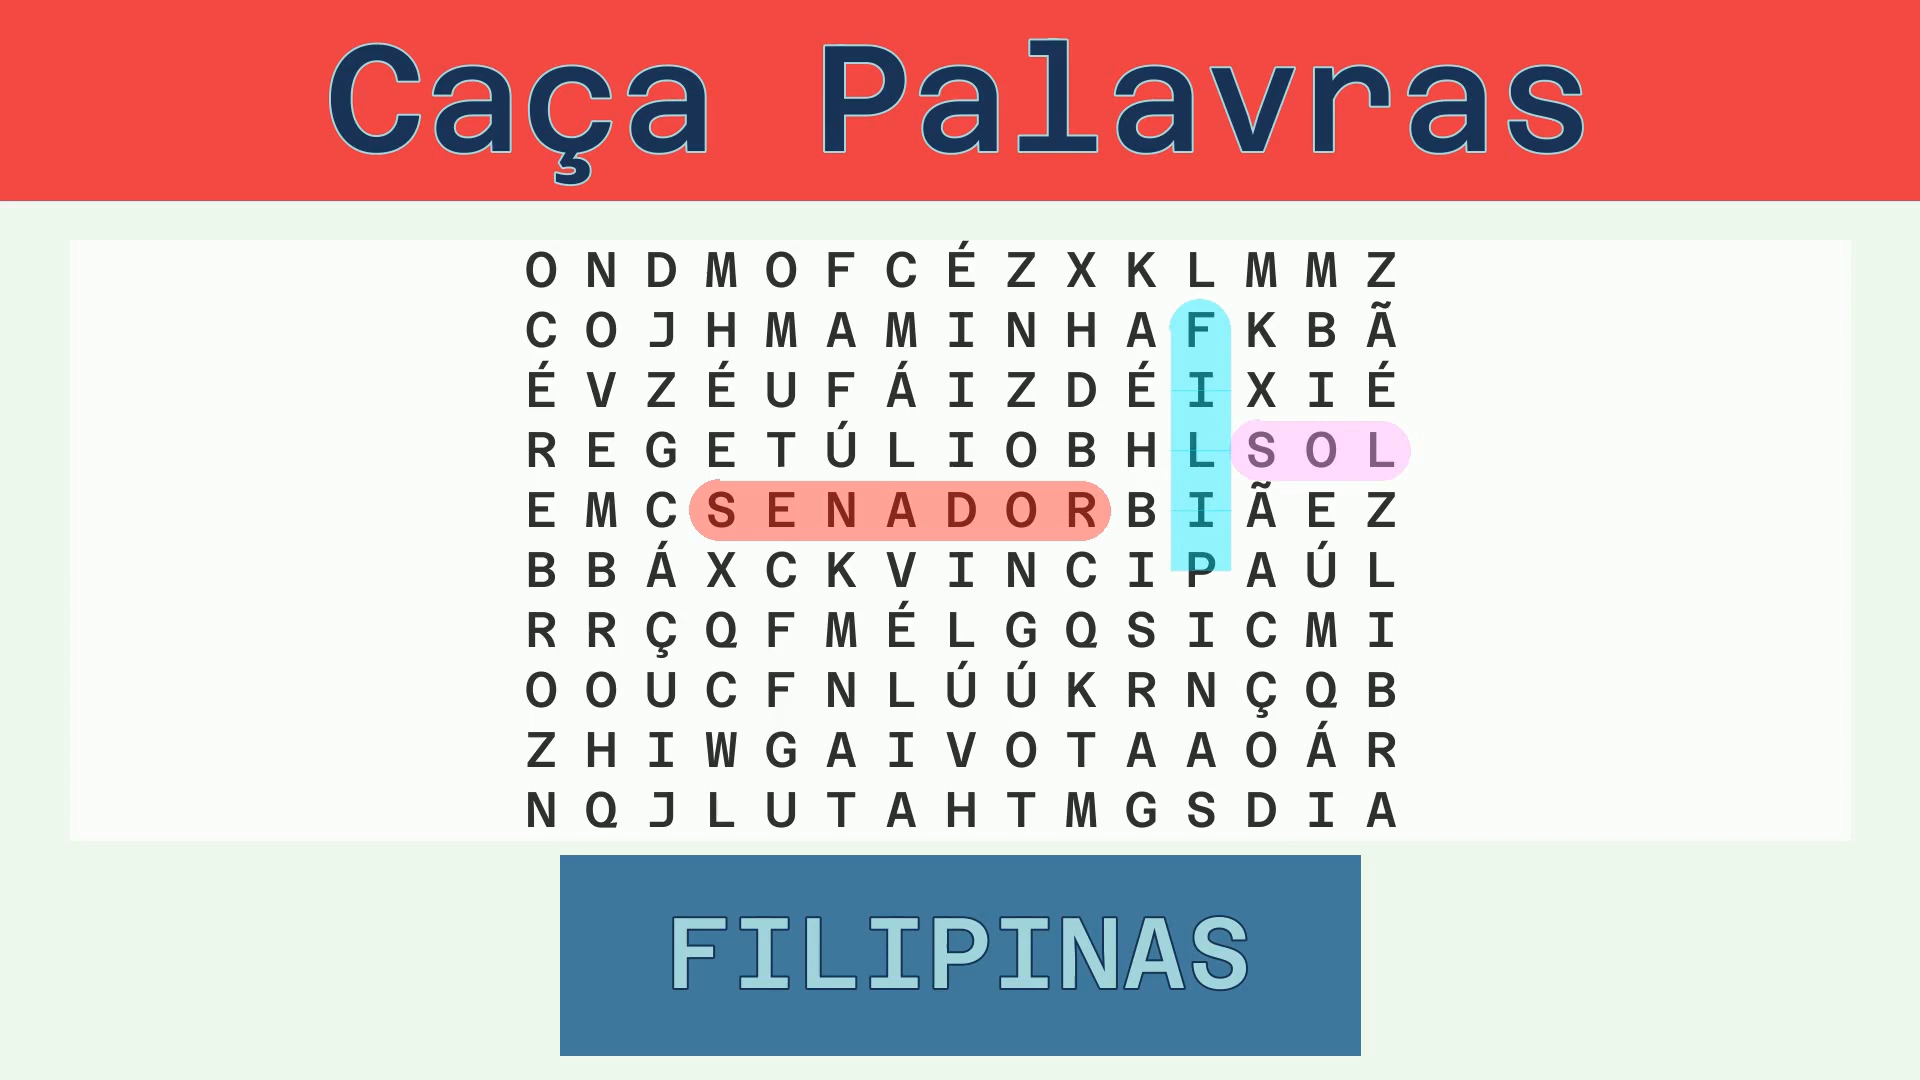 Caça Palavras
O N D M O F C É Z X K L M M Z
C O J H M A M I N H A F K B Ã
É V Z É U F Á I Z D É I X I É
R E G E T Ú L I O B H L S O L
E M C S E N A D O R B I Ã E Z
B B Á X C K V I N C I P A Ú L
R R Ç Q F M É L G Q S I C M I
O O U C F N L Ú Ú K R N Ç Q B
Z H I W G A I V O T A A O Á R
N Q J L U T A H T M G S D I A
FILIPINAS